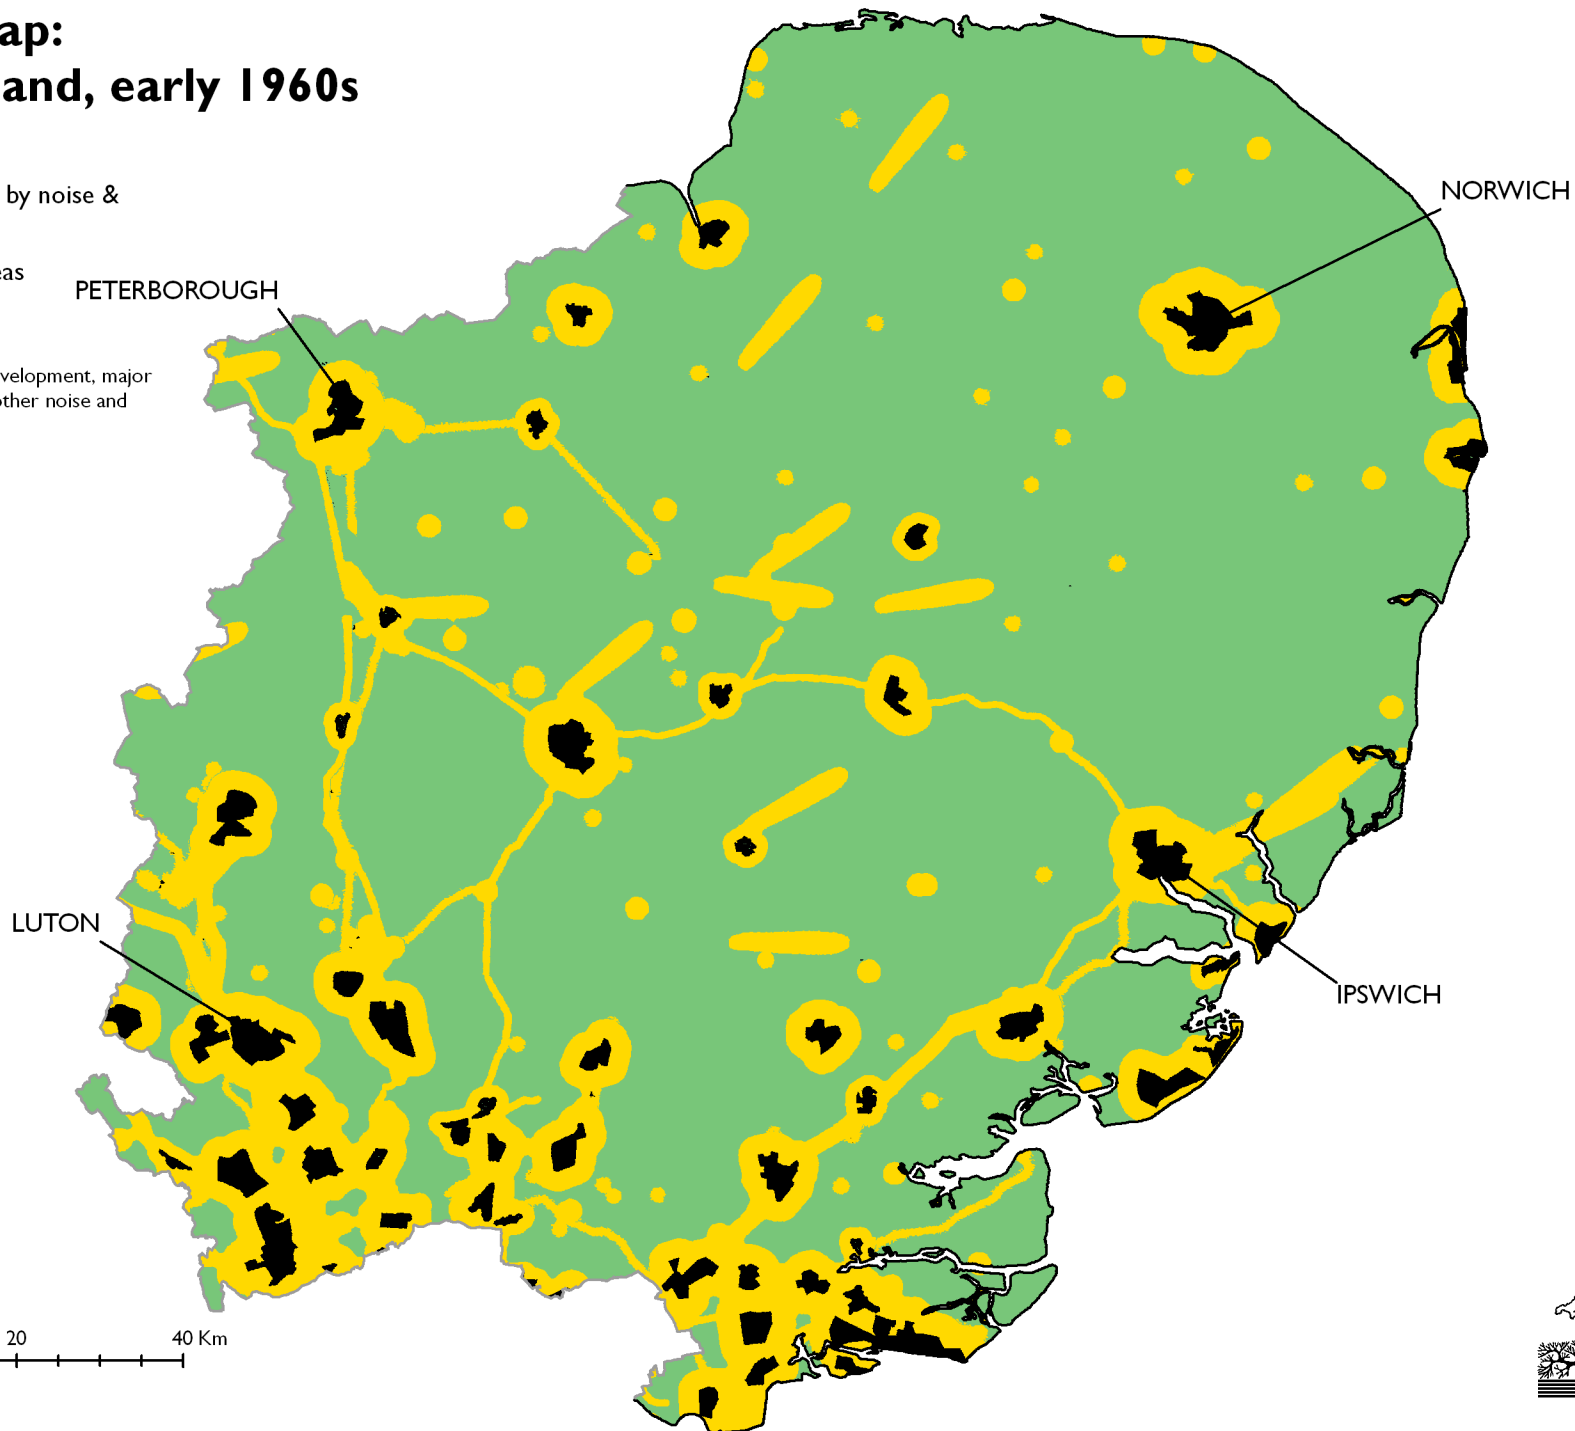 ap:
and, early 1960s
by noise &
eas
PETERBOROUGH
NORWICH
velopment, major
other noise and
LUTON
IPSWICH
20 40 Km